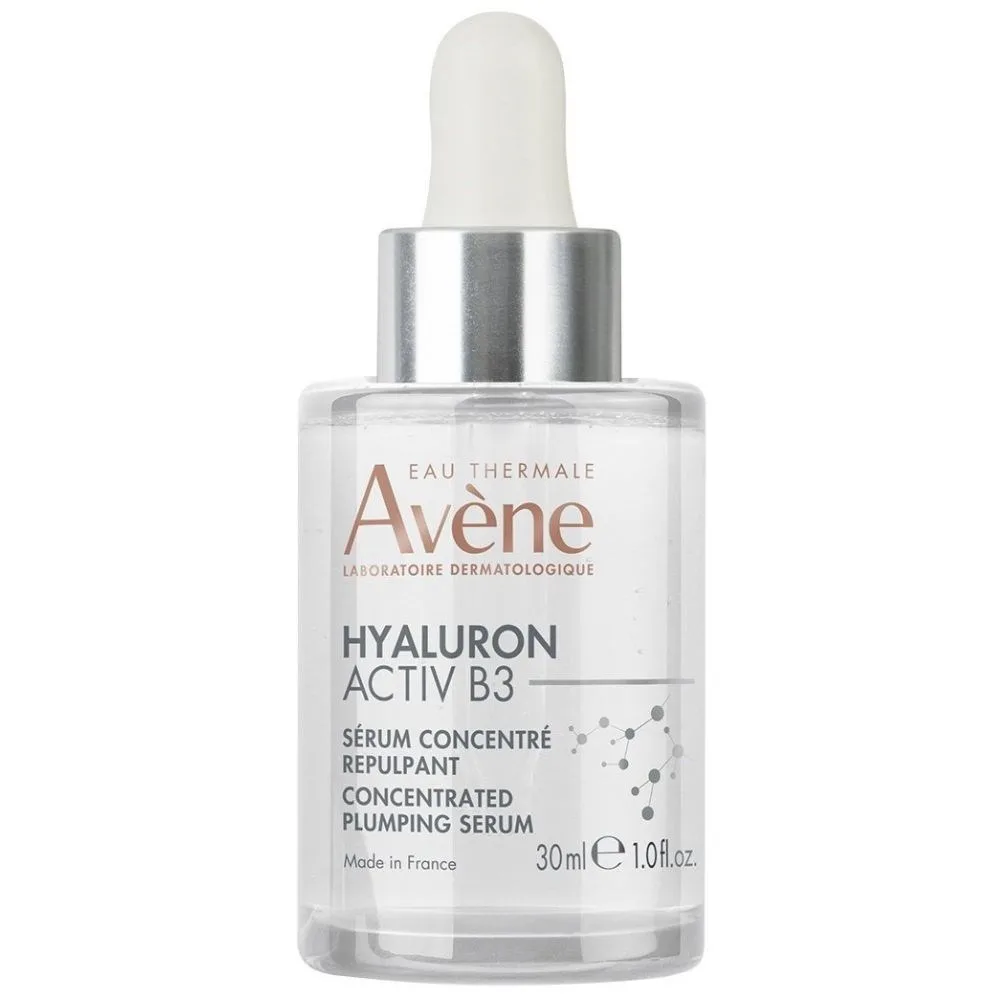 EAU THERMALE
Avène
LABORATOIRE DERMATOLOGIQUE
HYALURON
ACTIV B3
SÉRUM CONCENTRÉ
REPULPANT
CONCENTRATED
PLUMPING SERUM
Made in France
30ml℮1.0fl.oz.